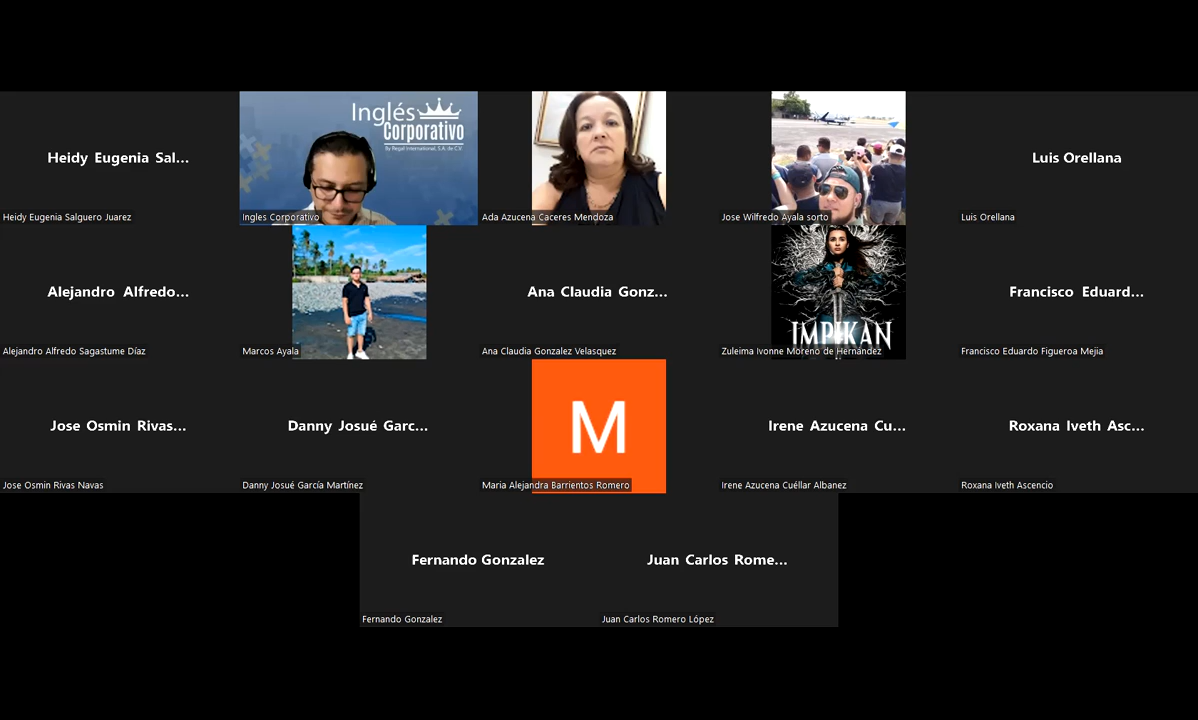 Heidy Eugenia Sal...
Heidy Eugenia Salguero Juarez
Inglés
Corporativo
By Regal International, S.A. de C.V.
Ingles Corporativo
Ada Azucena Caceres Mendoza
Jose Wilfredo Ayala sorto
Luis Orellana
Luis Orellana
Alejandro Alfredo...
Alejandro Alfredo Sagastume Díaz
Marcos Ayala
Ana Claudia Gonz...
Ana Claudia Gonzalez Velasquez
IMPIKAN
Zuleima Ivonne Moreno de Hernández
Francisco Eduard...
Francisco Eduardo Figueroa Mejia
Jose Osmin Rivas...
Jose Osmin Rivas Navas
Danny Josué Garc...
Danny Josué García Martínez
M
Maria Alejandra Barrientos Romero
Irene Azucena Cu...
Irene Azucena Cuéllar Albanez
Roxana Iveth Asc...
Roxana Iveth Ascencio
Fernando Gonzalez
Fernando Gonzalez
Juan Carlos Rome...
Juan Carlos Romero López